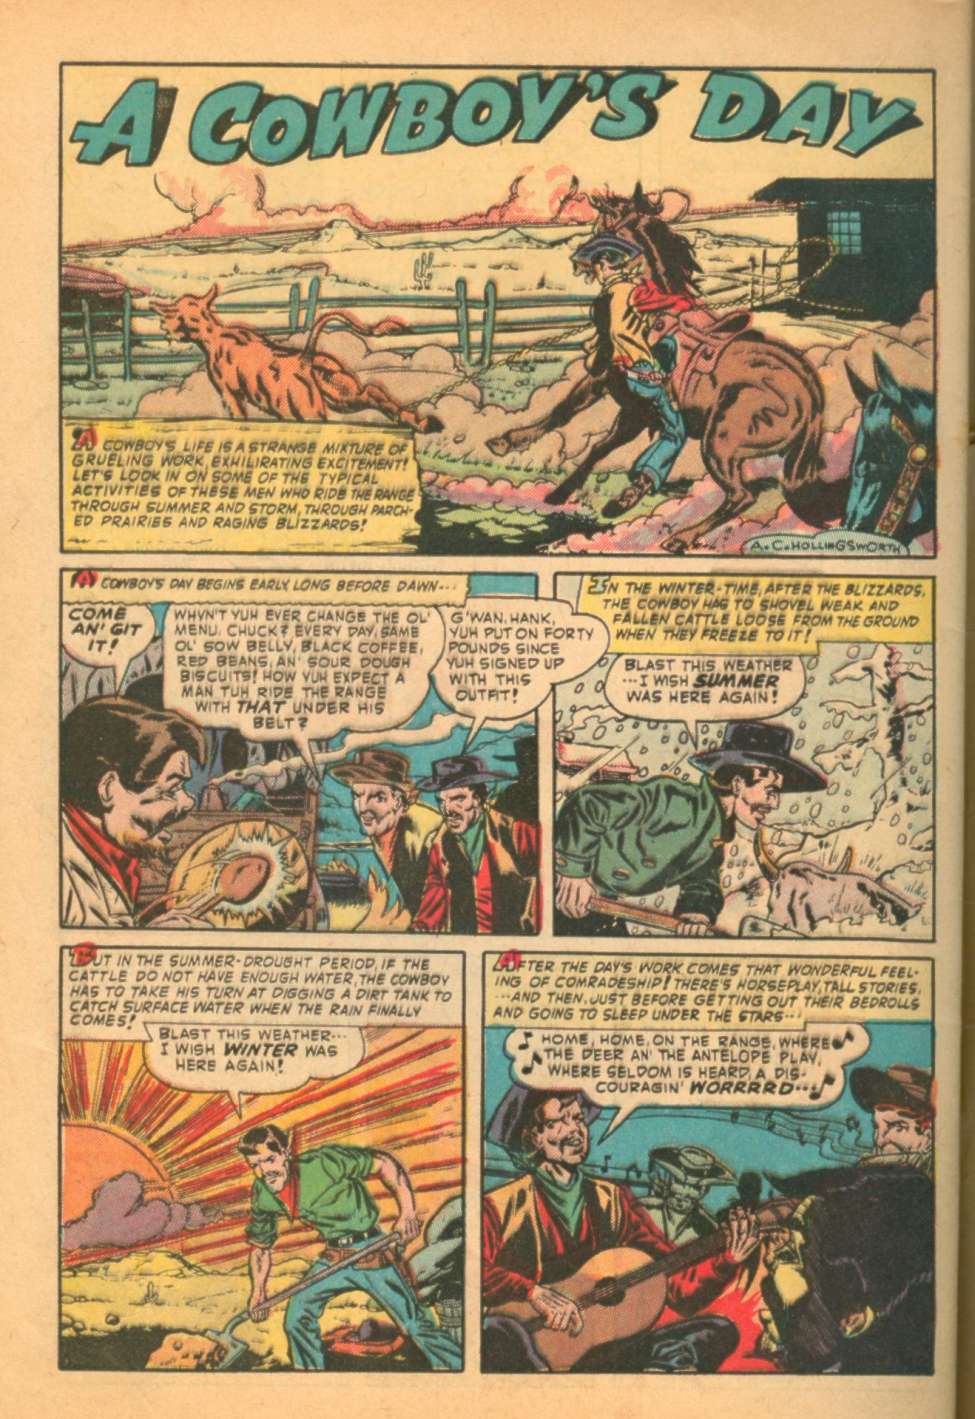 A COWBOY'S DAY
A COWBOY'S LIFE IS A STRANGE MIXTURE OF
GRUELING WORK, EXHILIRATING EXCITEMENT!
LET'S LOOK IN ON SOME OF THE TYPICAL
ACTIVITIES OF THESE MEN WHO RIDE THE RANGE
THROUGH SUMMER AND STORM, THROUGH PARCH-
ED PRAIRIES AND RAGING BLIZZARDS!
A.C. HOLLINGSWORTH
A COWBOY'S DAY BEGINS EARLY, LONG BEFORE DAWN...
COME
AN' GIT
IT!
WHYN'T YUH EVER CHANGE THE OL'
MENU, CHUCK? EVERY DAY, SAME
OL' SOW BELLY, BLACK COFFEE,
RED BEANS, AN' SOUR DOUGH
BISCUITS! HOW YUH EXPECT A
MAN TUH RIDE THE RANGE
WITH THAT UNDER HIS
BELT?
G'WAN, HANK,
YUH PUT ON FORTY
POUNDS SINCE
YUH SIGNED UP
WITH THIS
OUTFIT!
IN THE WINTER-TIME, AFTER THE BLIZZARDS,
THE COWBOY HAS TO SHOVEL WEAK AND
FALLEN CATTLE LOOSE FROM THE GROUND
WHEN THEY FREEZE TO IT!
BLAST THIS WEATHER
...I WISH SUMMER
WAS HERE AGAIN!
BUT IN THE SUMMER-DROUGHT PERIOD, IF THE
CATTLE DO NOT HAVE ENOUGH WATER, THE COWBOY
HAS TO TAKE HIS TURN AT DIGGING A DIRT TANK TO
CATCH SURFACE WATER WHEN THE RAIN FINALLY
COMES!
BLAST THIS WEATHER...
I WISH WINTER WAS
HERE AGAIN!
AFTER THE DAY'S WORK COMES THAT WONDERFUL FEEL-
ING OF COMRADESHIP! THERE'S HORSEPLAY, TALL STORIES,
...AND THEN, JUST BEFORE GETTING OUT THEIR BEDROLLS
AND GOING TO SLEEP UNDER THE STARS...
HOME, HOME, ON THE RANGE, WHERE
THE DEER AN' THE ANTELOPE PLAY,
WHERE SELDOM IS HEARD, A DIS-
COURAGIN' WORRRRD...